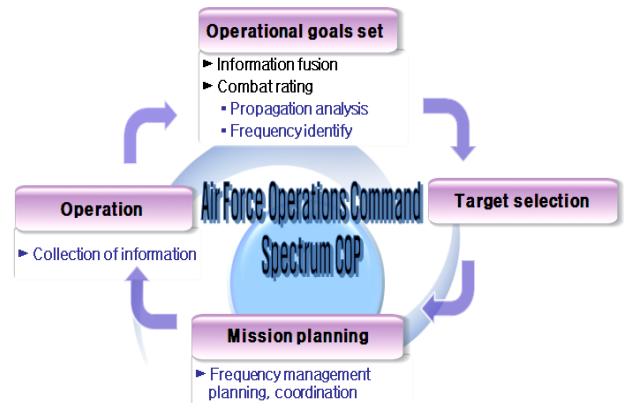 Operational goals set
► Information fusion
► Combat rating
▪ Propagation analysis
▪ Frequency identify
Target selection
Air Force Operations Command
Spectrum COP
Operation
► Collection of information
Mission planning
► Frequency management
planning, coordination